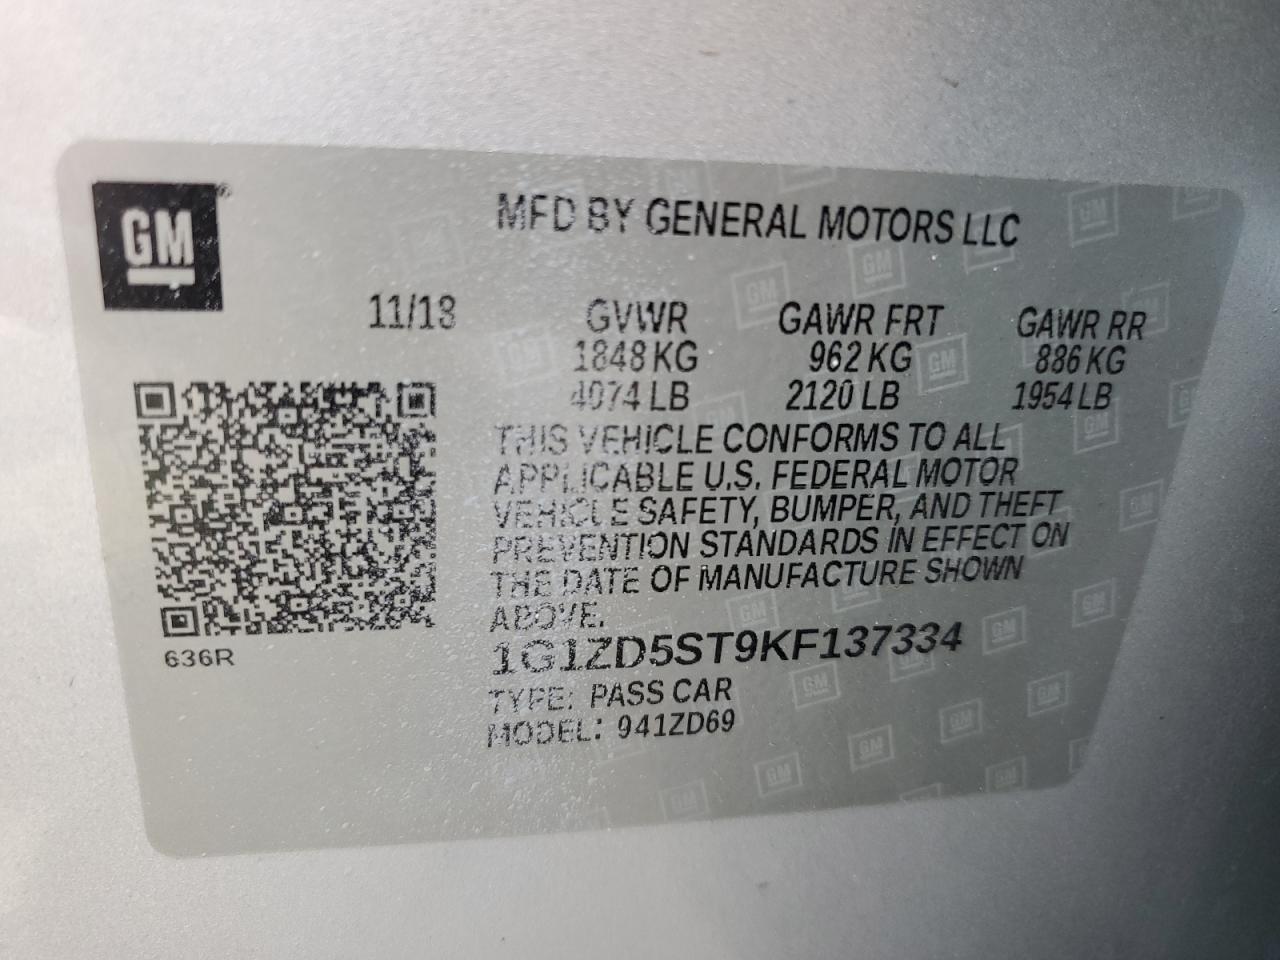 GM®
MFD BY GENERAL MOTORS LLC
11/18 GVWR GAWR FRT GAWR RR
1848 KG 962 KG 886 KG
4074 LB 2120 LB 1954 LB
THIS VEHICLE CONFORMS TO ALL
APPLICABLE U.S. FEDERAL MOTOR
VEHICLE SAFETY, BUMPER, AND THEFT
PREVENTION STANDARDS IN EFFECT ON
THE DATE OF MANUFACTURE SHOWN
ABOVE.
636R
1G1ZD5ST9KF137334
TYPE: PASS CAR
MODEL: 941ZD69